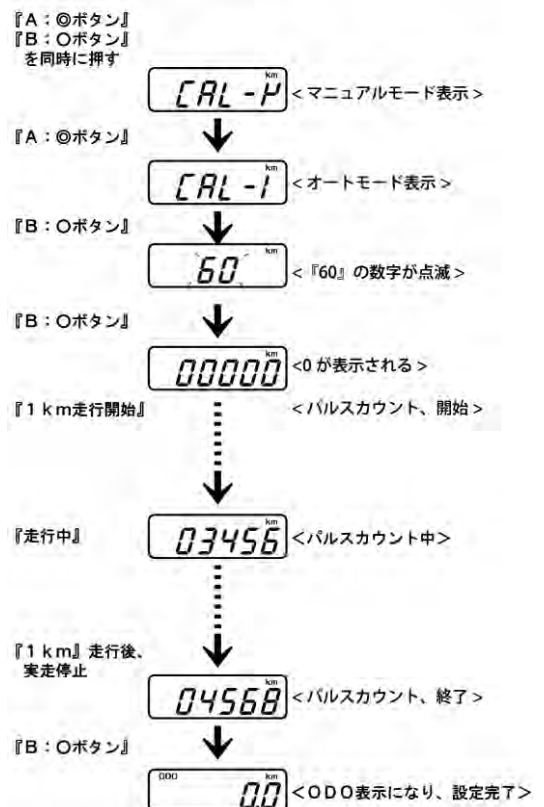 『A：◎ボタン』
『B：○ボタン』
を同時に押す
km
CAL -M
<マニュアルモード表示>
『A：◎ボタン』
km
CAL -1
<オートモード表示>
『B：○ボタン』
km
60
<『60』の数字が点滅>
『B：○ボタン』
km
00000
<0が表示される>
『1km走行開始』
<パルスカウント、開始>
『走行中』
km
03456
<パルスカウント中>
『1km』走行後、
実走停止
km
04568
<パルスカウント、終了>
『B：○ボタン』
ODO km
0.0
<ODO表示になり、設定完了>